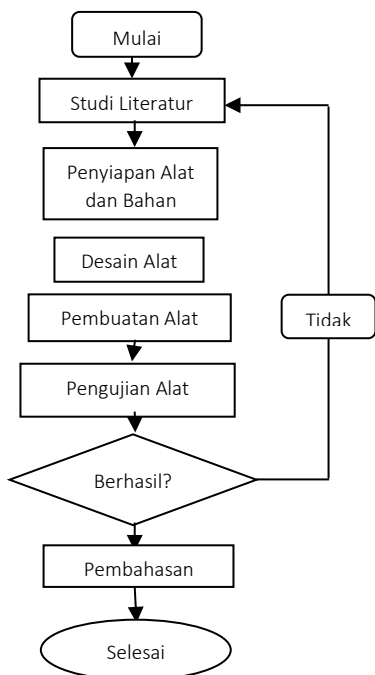 Mulai
Studi Literatur
Penyiapan Alat
dan Bahan
Desain Alat
Pembuatan Alat
Tidak
Pengujian Alat
Berhasil?
Pembahasan
Selesai